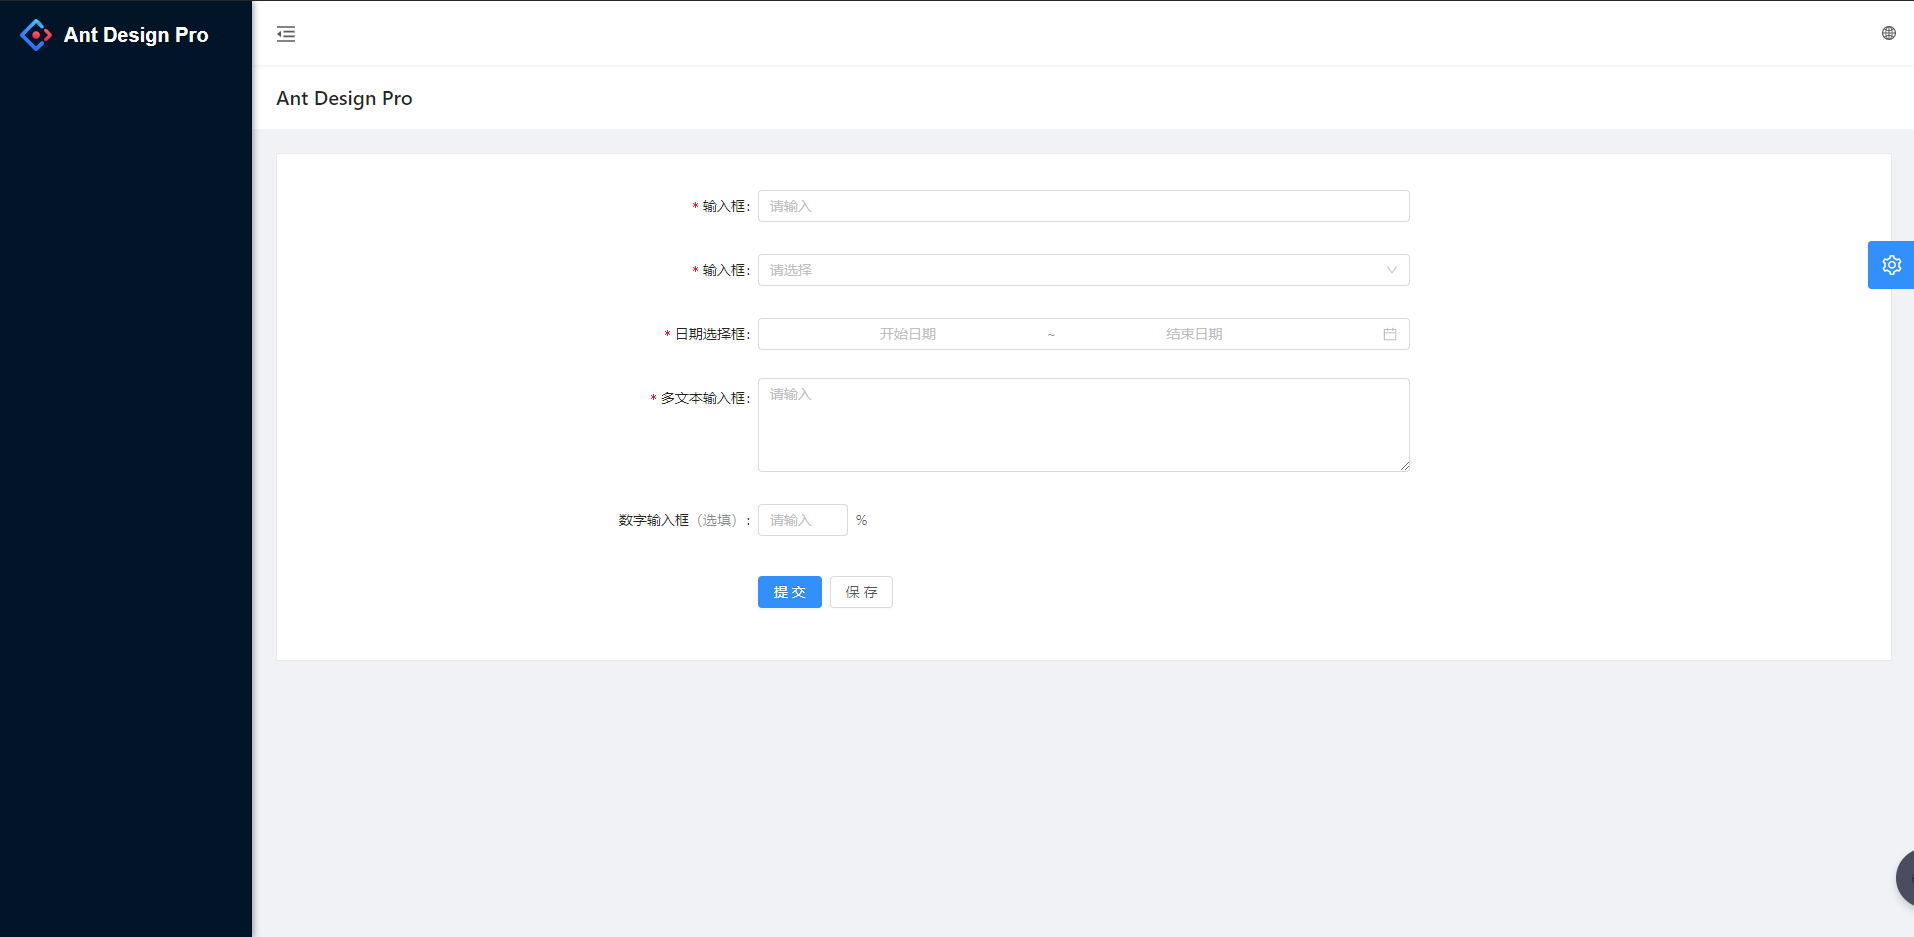 Ant Design Pro
Ant Design Pro
* 输入框: 请输入
* 输入框: 请选择
* 日期选择框: 开始日期 ~ 结束日期
* 多文本输入框: 请输入
数字输入框（选填）: 请输入 %
提 交 保 存